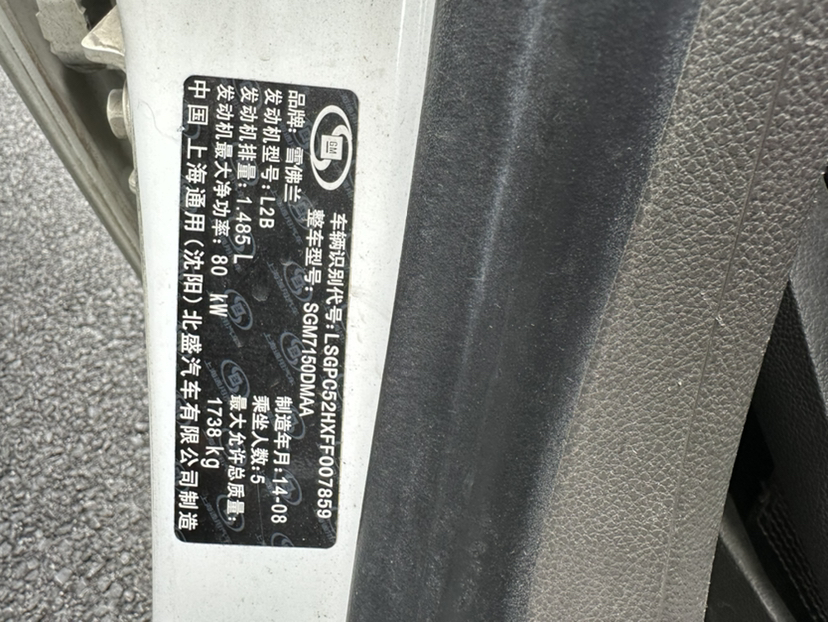 GM
车辆识别代号:LSGPC52HXFF007859
整车型号: SGM7150DMAA
品牌: 雪佛兰
制造年月:14-08
发动机型号:L2B
乘坐人数:5
发动机排量:1.485 L
最大允许总质量:
发动机最大净功率: 80 kW
1738 kg
中国 上海通用(沈阳)北盛汽车有限公司制造